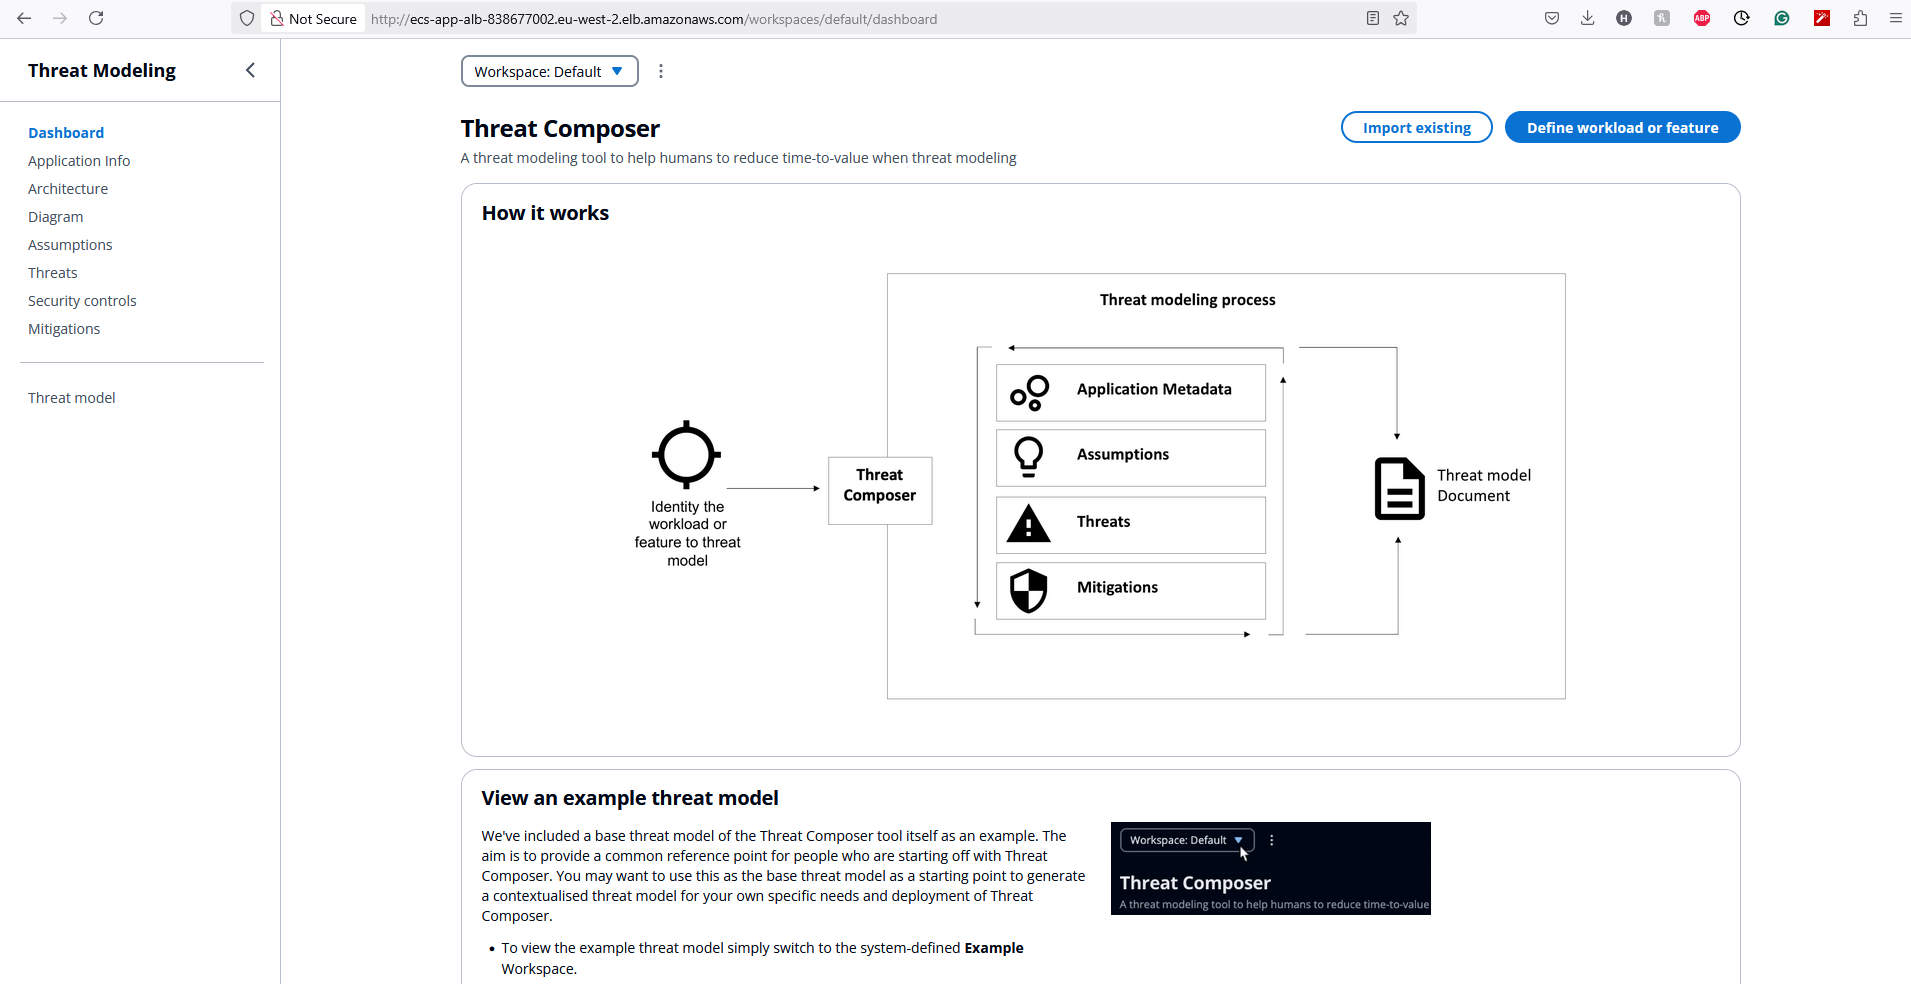 Not Secure
http://ecs-app-alb-838677002.eu-west-2.elb.amazonaws.com/workspaces/default/dashboard
H
ABP
Threat Modeling
Dashboard
Application Info
Architecture
Diagram
Assumptions
Threats
Security controls
Mitigations
Threat model
Workspace: Default
Threat Composer
A threat modeling tool to help humans to reduce time-to-value when threat modeling
Import existing
Define workload or feature
How it works
Threat modeling process
Identity the
workload or
feature to threat
model
Threat
Composer
Application Metadata
Assumptions
Threats
Mitigations
Threat model
Document
View an example threat model
We've included a base threat model of the Threat Composer tool itself as an example. The
aim is to provide a common reference point for people who are starting off with Threat
Composer. You may want to use this as the base threat model as a starting point to generate
a contextualised threat model for your own specific needs and deployment of Threat
Composer.
• To view the example threat model simply switch to the system-defined Example
Workspace.
Workspace: Default
Threat Composer
A threat modeling tool to help humans to reduce time-to-value